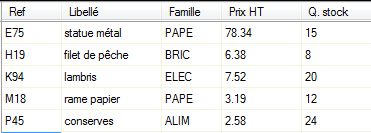 Ref Libellé Famille Prix HT Q. stock
E75 statue métal PAPE 78.34 15
H19 filet de pêche BRIC 6.38 8
K94 lambris ELEC 7.52 20
M18 rame papier PAPE 3.19 12
P45 conserves ALIM 2.58 24